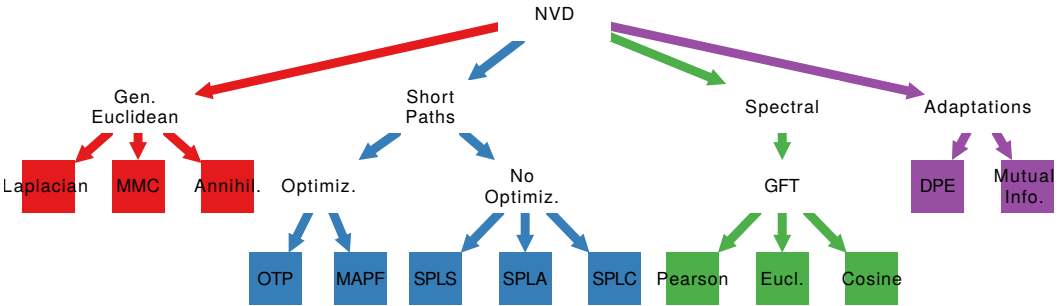 NVD
Gen.
Euclidean
Short
Paths
Spectral
Adaptations
Laplacian
MMC
Annihil.
Optimiz.
No
Optimiz.
GFT
DPE
Mutual
Info.
OTP
MAPF
SPLS
SPLA
SPLC
Pearson
Eucl.
Cosine